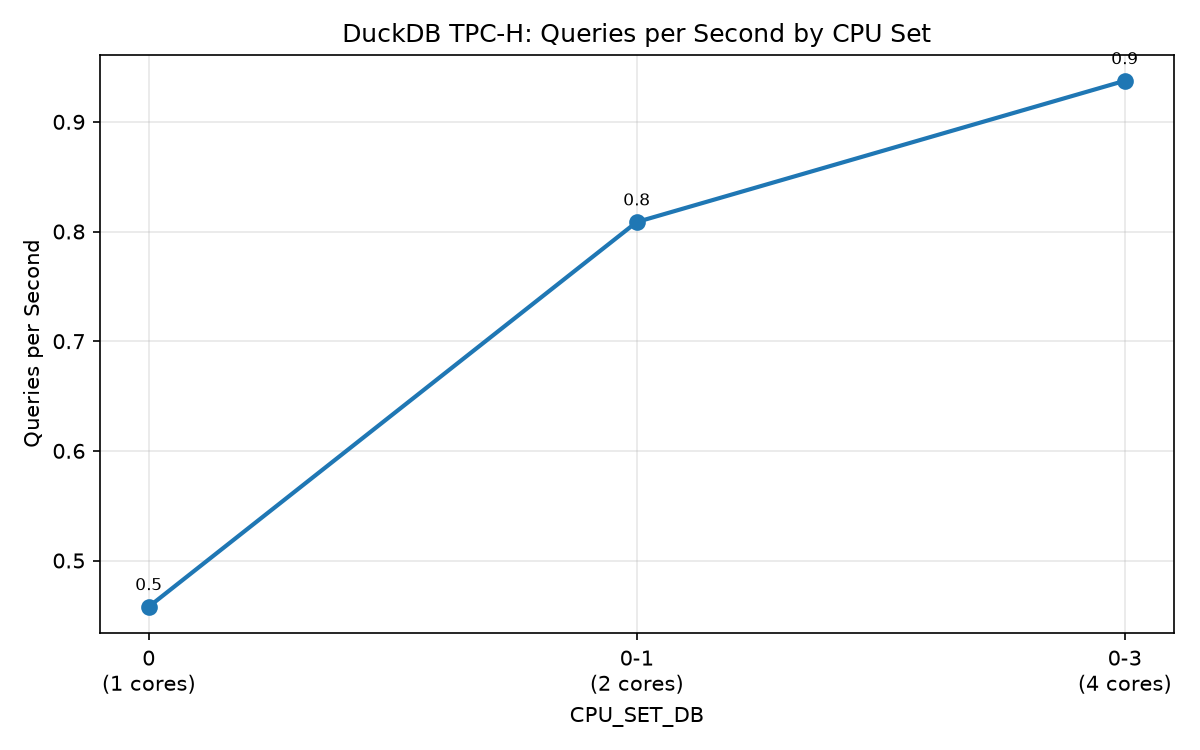 DuckDB TPC-H: Queries per Second by CPU Set
Queries per Second
0.9
0.8
0.7
0.6
0.5
0.5
0.8
0.9
0
(1 cores)
0-1
(2 cores)
0-3
(4 cores)
CPU_SET_DB